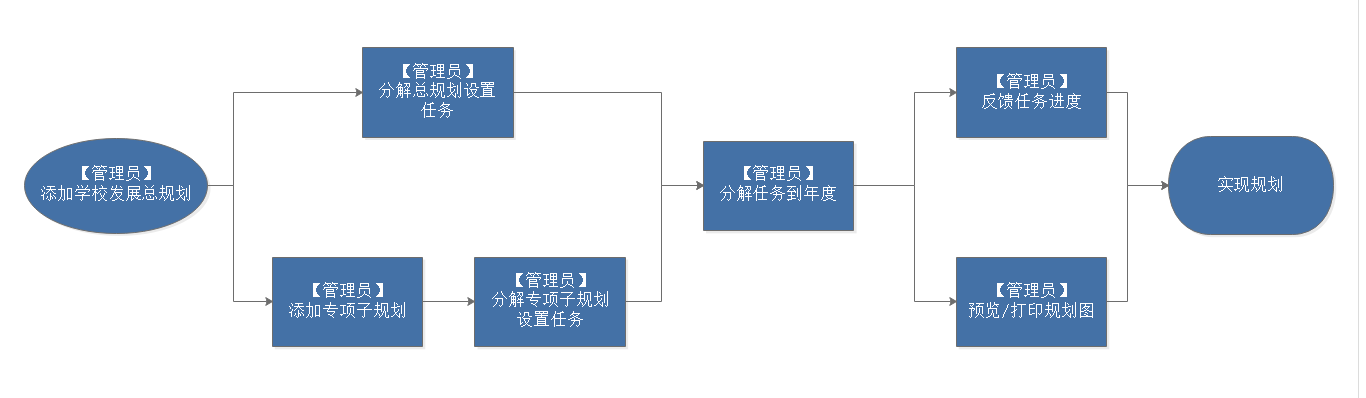 【管理员】
添加学校发展总规划
【管理员】
分解总规划设置
任务
【管理员】
添加专项子规划
【管理员】
分解专项子规划
设置任务
【管理员】
分解任务到年度
【管理员】
反馈任务进度
【管理员】
预览/打印规划图
实现规划